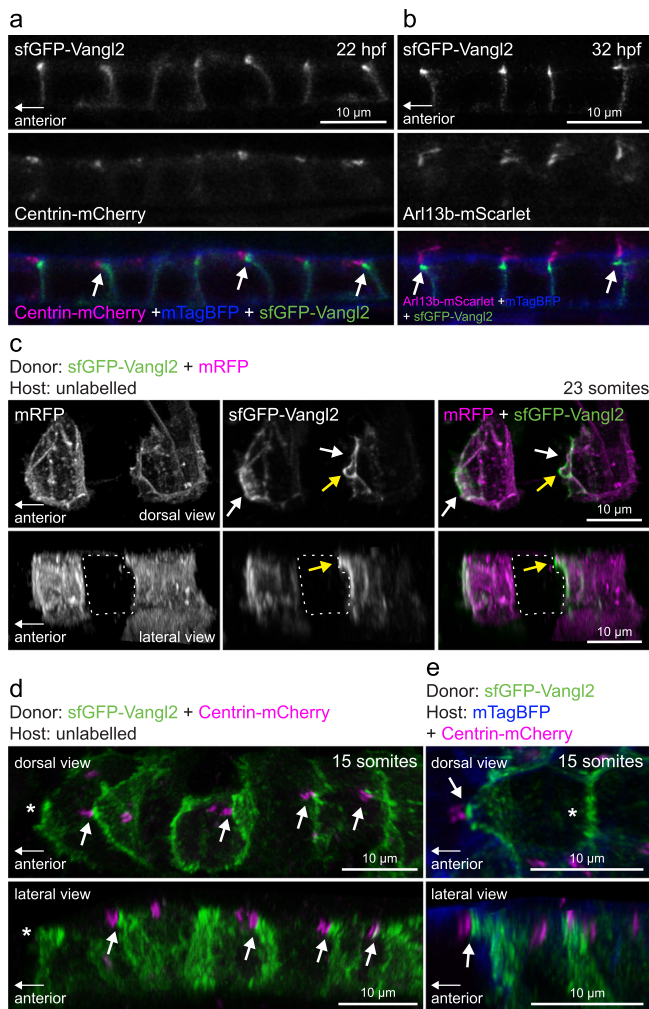 a
sfGFP-Vangl2
22 hpf
anterior
10 µm
Centrin-mCherry
Centrin-mCherry +mTagBFP + sfGFP-Vangl2
b
sfGFP-Vangl2
32 hpf
anterior
10 µm
Arl13b-mScarlet
Arl13b-mScarlet +mTagBFP
+ sfGFP-Vangl2
c
Donor: sfGFP-Vangl2 + mRFP
Host: unlabelled
23 somites
mRFP
anterior
dorsal view
sfGFP-Vangl2
mRFP + sfGFP-Vangl2
10 µm
anterior
lateral view
10 µm
d
Donor: sfGFP-Vangl2 + Centrin-mCherry
Host: unlabelled
dorsal view
15 somites
*
anterior
10 µm
lateral view
*
anterior
10 µm
e
Donor: sfGFP-Vangl2
Host: mTagBFP
+ Centrin-mCherry
dorsal view
15 somites
*
anterior
10 µm
lateral view
anterior
10 µm